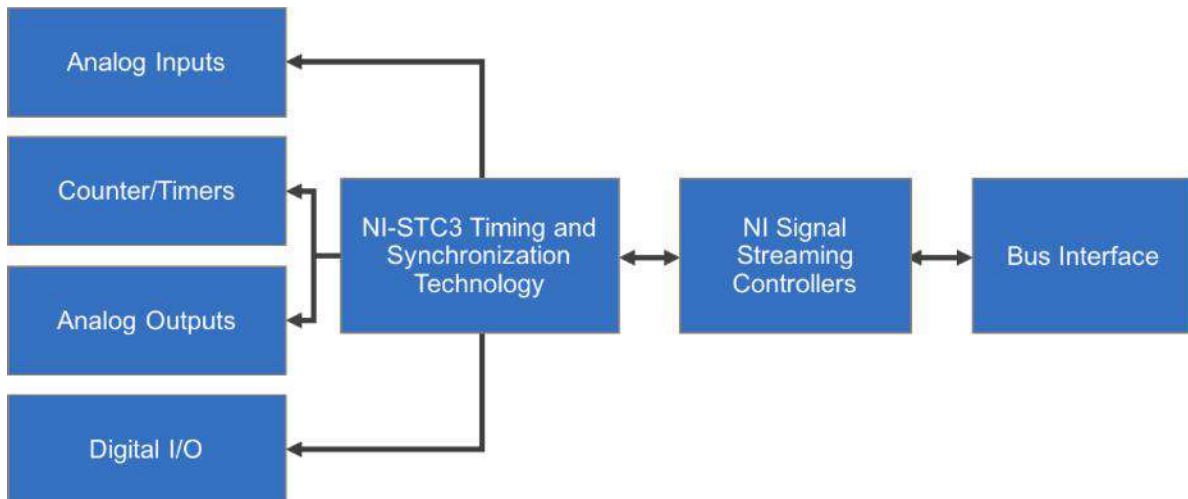 Analog Inputs
Counter/Timers
Analog Outputs
Digital I/O
NI-STC3 Timing and
Synchronization
Technology
NI Signal
Streaming
Controllers
Bus Interface